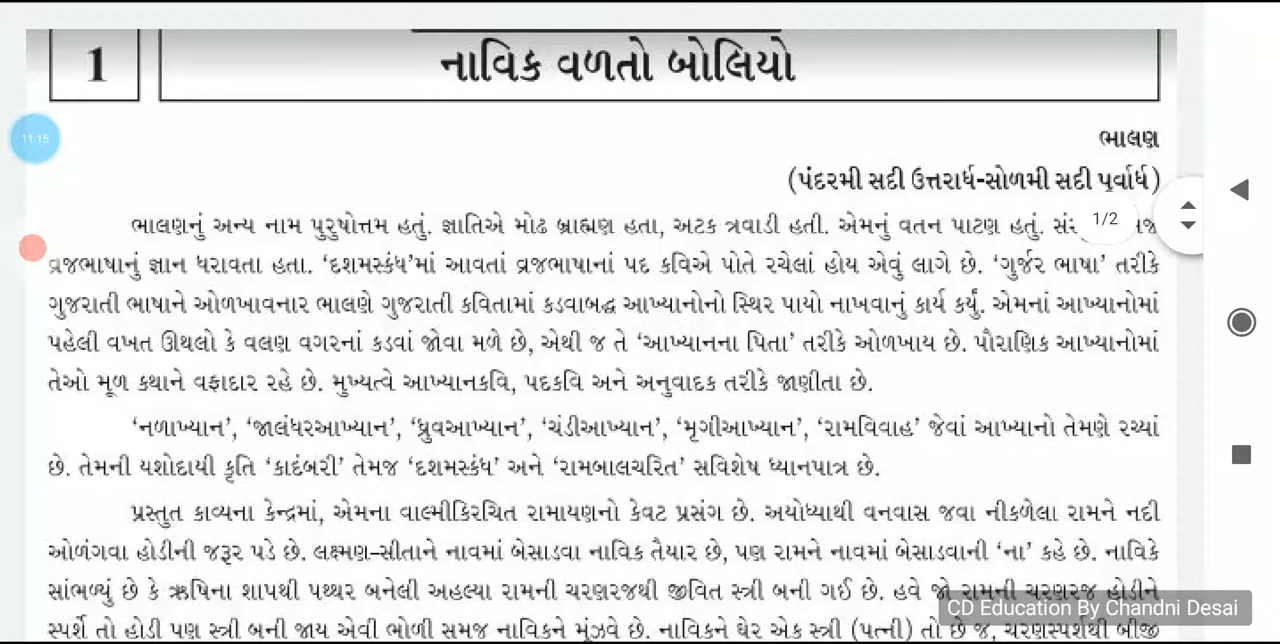 1
નાવિક વળતો બોલિયો
11:15
ભાલણ
(પંદરમી સદી ઉત્તરાર્ધ-સોળમી સદી પૂર્વાર્ધ)
1/2
ભાલણનું અન્ય નામ પુરુષોત્તમ હતું. જ્ઞાતિએ મોઢ બ્રાહ્મણ હતા, અટક ત્રવાડી હતી. એમનું વતન પાટણ હતું.
વ્રજભાષાનું જ્ઞાન ધરાવતા હતા. ‘દશમસ્કંધ’માં આવતાં વ્રજભાષાનાં પદ કવિએ પોતે રચેલાં હોય એવું લાગે છે. ‘ગુર્જર ભાષા’ તરીકે
ગુજરાતી ભાષાને ઓળખાવનાર ભાલણે ગુજરાતી કવિતામાં કડવાબદ્ધ આખ્યાનોનો સ્થિર પાયો નાખવાનું કાર્ય કર્યું. એમનાં આખ્યાનોમાં
પહેલી વખત ઊથલો કે વલણ વગરનાં કડવાં જોવા મળે છે, એથી જ તે ‘આખ્યાનના પિતા’ તરીકે ઓળખાય છે. પૌરાણિક આખ્યાનોમાં
તેઓ મૂળ કથાને વફાદાર રહે છે. મુખ્યત્વે આખ્યાનકવિ, પદકવિ અને અનુવાદક તરીકે જાણીતા છે.
‘નળાખ્યાન’, ‘જાલંધરઆખ્યાન’, ‘ધ્રુવઆખ્યાન’, ‘ચંડીઆખ્યાન’, ‘મૃગીઆખ્યાન’, ‘રામવિવાહ’ જેવાં આખ્યાનો તેમણે રચ્યાં
છે. તેમની યશોદાયી કૃતિ ‘કાદંબરી’ તેમજ ‘દશમસ્કંધ’ અને ‘રામબાલચરિત’ સવિશેષ ધ્યાનપાત્ર છે.
પ્રસ્તુત કાવ્યના કેન્દ્રમાં, એમના વાલ્મીકિરચિત રામાયણનો કેવટ પ્રસંગ છે. અયોધ્યાથી વનવાસ જવા નીકળેલા રામને નદી
ઓળંગવા હોડીની જરૂર પડે છે. લક્ષ્મણ–સીતાને નાવમાં બેસાડવા નાવિક તૈયાર છે, પણ રામને નાવમાં બેસાડવાની ‘ના’ કહે છે. નાવિકે
સાંભળ્યું છે કે ઋષિના શાપથી પથ્થર બનેલી અહલ્યા રામની ચરણરજથી જીવિત સ્ત્રી બની ગઈ છે. હવે જો રામની ચરણરજ હોડીને
સ્પર્શે તો હોડી પણ સ્ત્રી બની જાય એવી ભોળી સમજ નાવિકને મુંઝવે છે. નાવિકને ઘેર એક સ્ત્રી (પત્ની) તો છે જ, ચરણસ્પર્શથી બીજી
CD Education By Chandni Desai